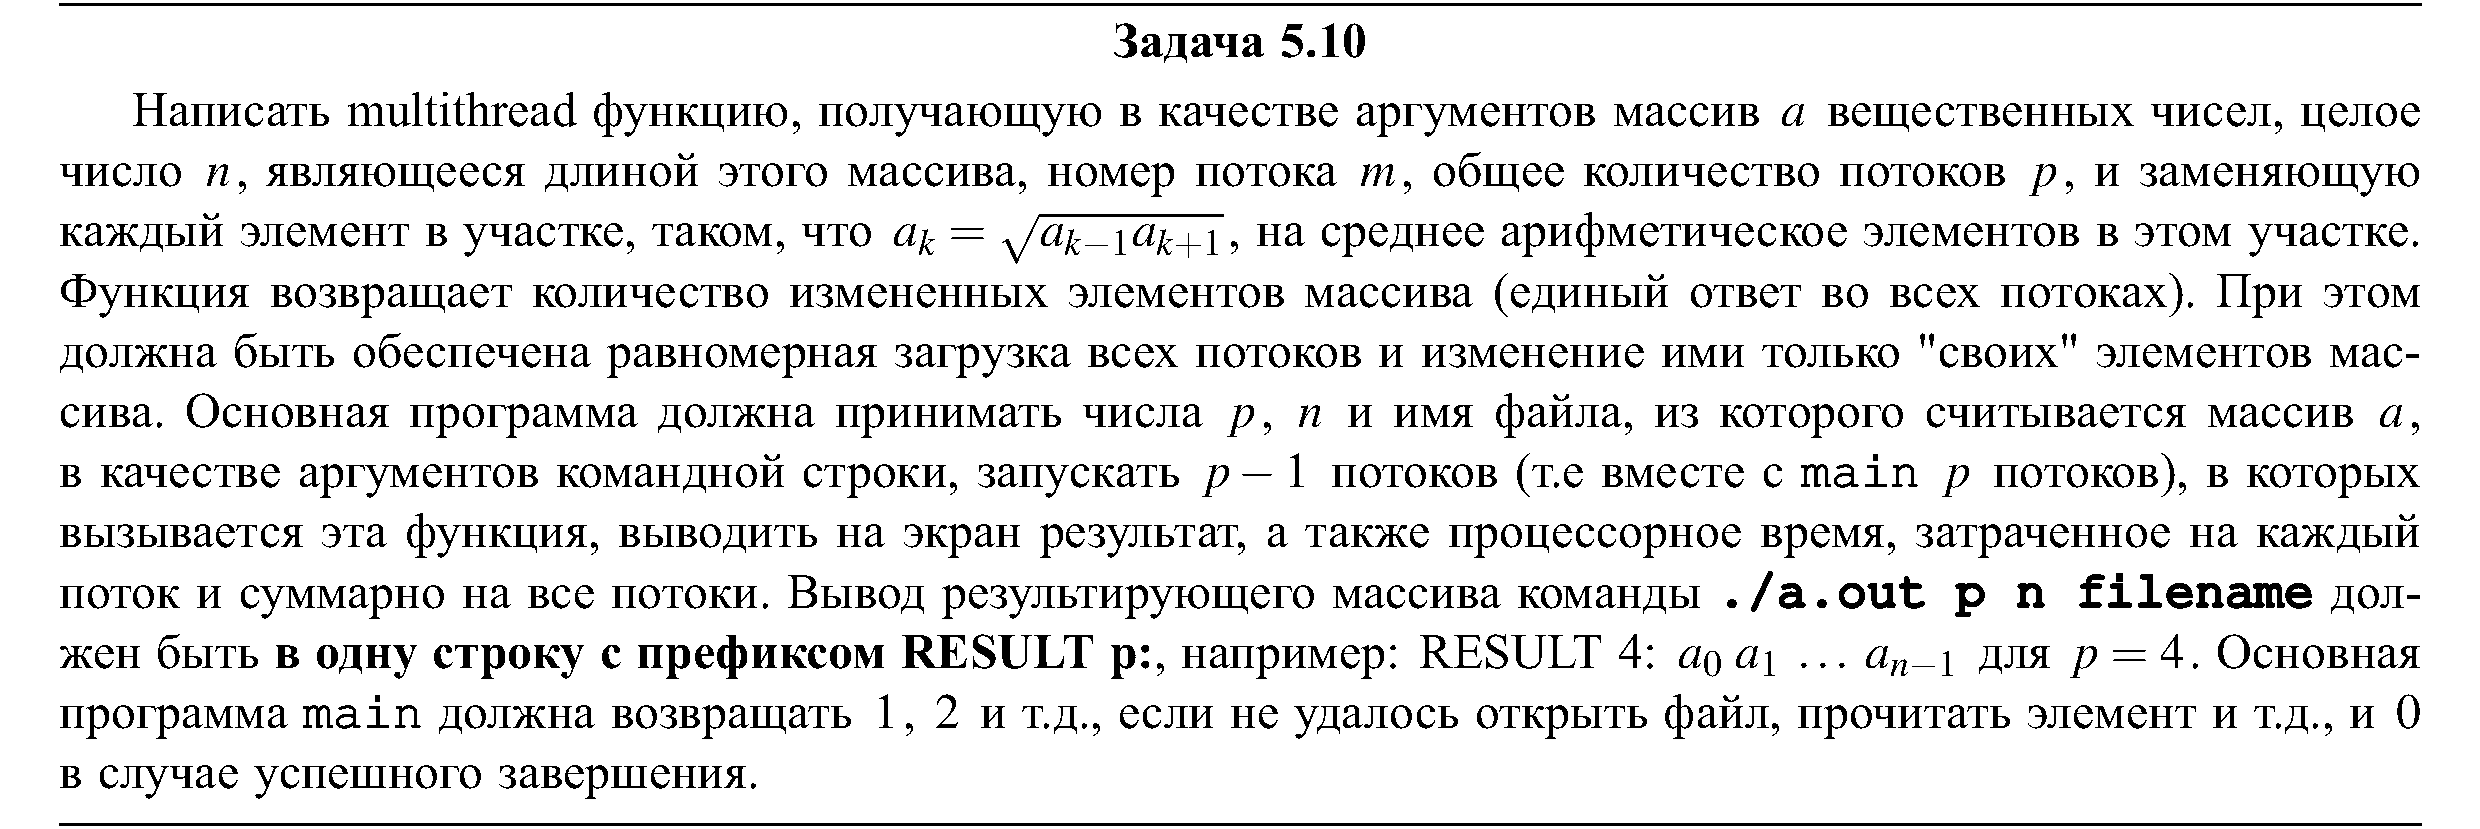 Задача 5.10
Написать multithread функцию, получающую в качестве аргументов массив a вещественных чисел, целое
число n, являющееся длиной этого массива, номер потока m, общее количество потоков p, и заменяющую
каждый элемент в участке, таком, что a_k = √(a_{k−1}a_{k+1}), на среднее арифметическое элементов в этом участке.
Функция возвращает количество измененных элементов массива (единый ответ во всех потоках). При этом
должна быть обеспечена равномерная загрузка всех потоков и изменение ими только "своих" элементов мас-
сива. Основная программа должна принимать числа p, n и имя файла, из которого считывается массив a,
в качестве аргументов командной строки, запускать p − 1 потоков (т.е вместе с main p потоков), в которых
вызывается эта функция, выводить на экран результат, а также процессорное время, затраченное на каждый
поток и суммарно на все потоки. Вывод результирующего массива команды ./a.out p n filename дол-
жен быть в одну строку с префиксом RESULT p:, например: RESULT 4: a_0 a_1 … a_{n−1} для p = 4. Основная
программа main должна возвращать 1, 2 и т.д., если не удалось открыть файл, прочитать элемент и т.д., и 0
в случае успешного завершения.